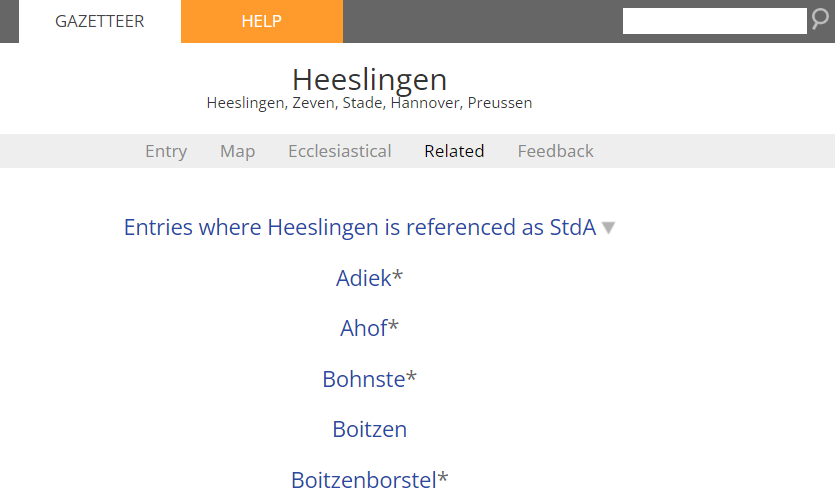 GAZETTEER HELP
Heeslingen
Heeslingen, Zeven, Stade, Hannover, Preussen
Entry Map Ecclesiastical Related Feedback
Entries where Heeslingen is referenced as StdA
Adiek*
Ahof*
Bohnste*
Boitzen
Boitzenborstel*